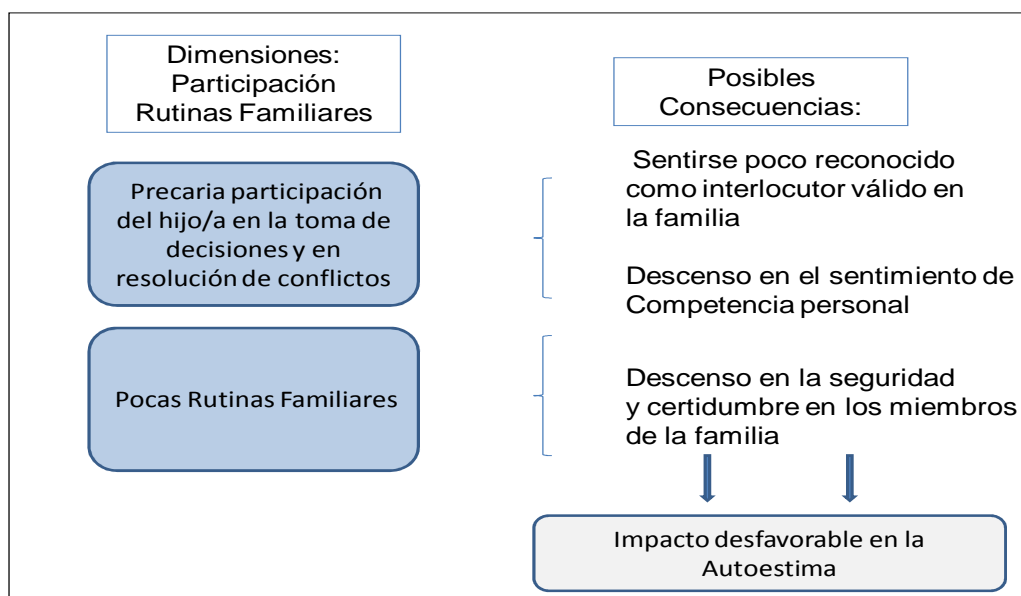 Dimensiones:
Participación
Rutinas Familiares
Posibles
Consecuencias:
Precaria participación
del hijo/a en la toma de
decisiones y en
resolución de conflictos
Sentirse poco reconocido
como interlocutor válido en
la familia
Descenso en el sentimiento de
Competencia personal
Pocas Rutinas Familiares
Descenso en la seguridad
y certidumbre en los miembros
de la familia
Impacto desfavorable en la
Autoestima